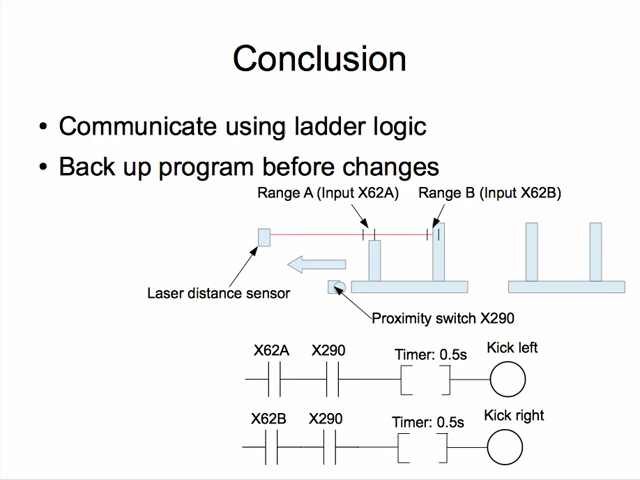 Conclusion
• Communicate using ladder logic
• Back up program before changes
Range A (Input X62A) Range B (Input X62B)
Laser distance sensor
Proximity switch X290
X62A X290 Timer: 0.5s Kick left
X62B X290 Timer: 0.5s Kick right